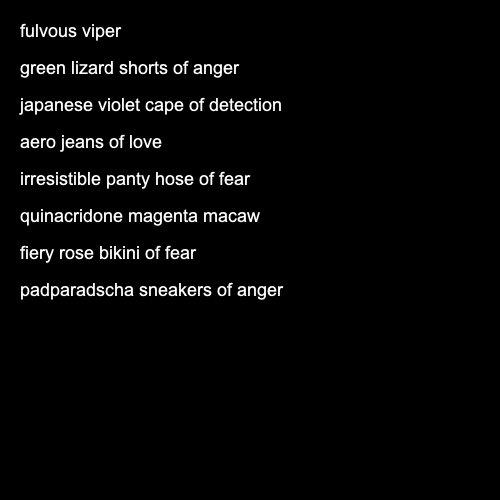 fulvous viper
green lizard shorts of anger
japanese violet cape of detection
aero jeans of love
irresistible panty hose of fear
quinacridone magenta macaw
fiery rose bikini of fear
padparadscha sneakers of anger